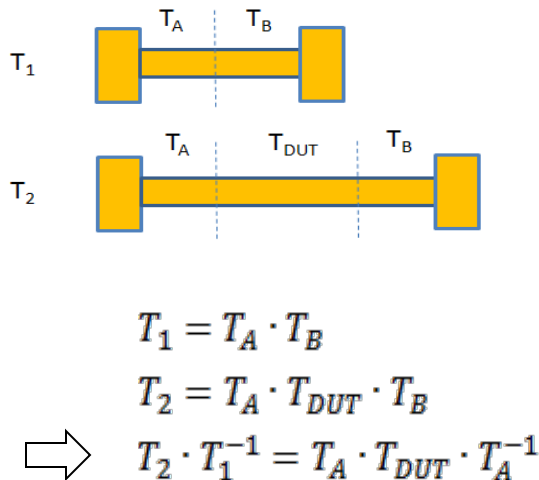 T_A T_B
T_1
T_A T_DUT T_B
T_2
T_1 = T_A · T_B
T_2 = T_A · T_DUT · T_B
T_2 · T_1^{-1} = T_A · T_DUT · T_A^{-1}